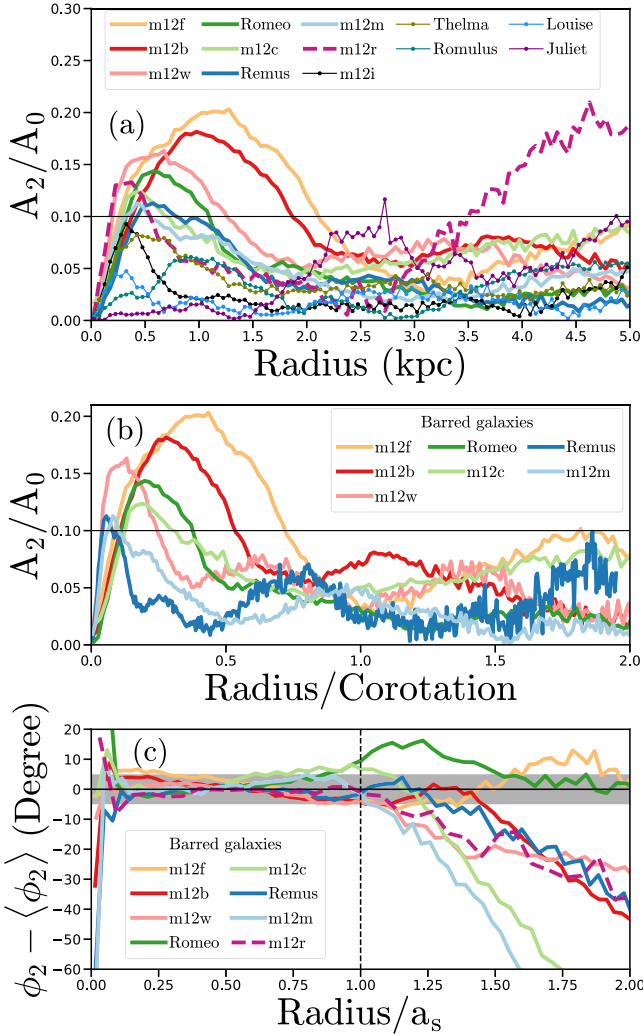 0.30
0.25
0.20
0.15
0.10
0.05
0.00
A2/A0
m12f Romeo m12m Thelma Louise
m12b m12c m12r Romulus Juliet
m12w Remus m12i
(a)
0.0 0.5 1.0 1.5 2.0 2.5 3.0 3.5 4.0 4.5 5.0
Radius (kpc)
0.20
0.15
0.10
0.05
0.00
A2/A0
(b)
Barred galaxies
m12f Romeo Remus
m12b m12c m12m
m12w
0.0 0.5 1.0 1.5 2.0
Radius/Corotation
20
10
0
−10
−20
−30
−40
−50
−60
ϕ2 − ⟨ϕ2⟩ (Degree)
(c)
Barred galaxies
m12f m12c
m12b Remus
m12w m12m
Romeo m12r
0.00 0.25 0.50 0.75 1.00 1.25 1.50 1.75 2.00
Radius/as